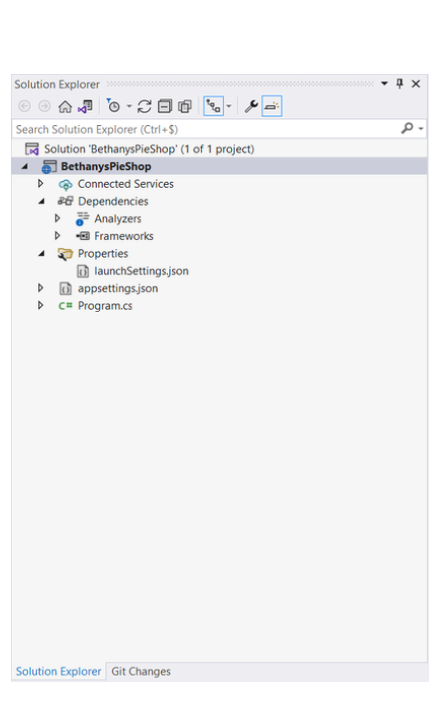 Solution Explorer
Search Solution Explorer (Ctrl+$)
Solution 'BethanysPieShop' (1 of 1 project)
BethanysPieShop
Connected Services
Dependencies
Analyzers
Frameworks
Properties
launchSettings.json
appsettings.json
C# Program.cs
Solution Explorer Git Changes